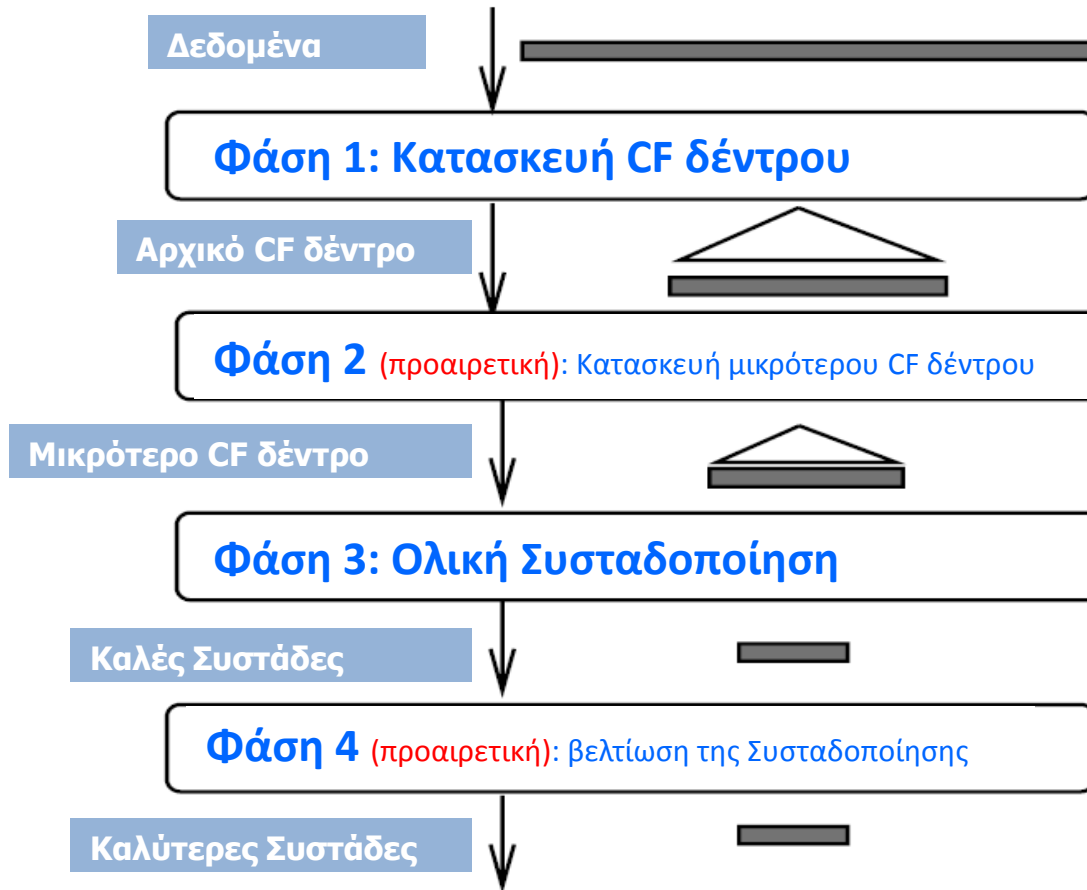 Δεδομένα
Φάση 1: Κατασκευή CF δέντρου
Αρχικό CF δέντρο
Φάση 2 (προαιρετική): Κατασκευή μικρότερου CF δέντρου
Μικρότερο CF δέντρο
Φάση 3: Ολική Συσταδοποίηση
Καλές Συστάδες
Φάση 4 (προαιρετική): βελτίωση της Συσταδοποίησης
Καλύτερες Συστάδες